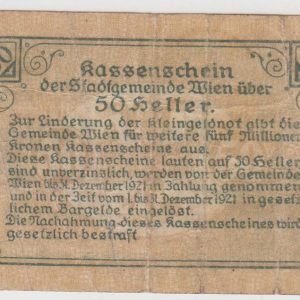 Kassenschein
der Stadtgemeinde Wien über
50 Heller.
Zur Linderung der Kleingeldnot gibt die
Gemeinde Wien für weitere fünf Millionen
Kronen Kassenscheine aus.
Diese Kassenscheine lauten auf 50 Heller
sind unverzinslich, werden von der Gemeinde
Wien bis 31. Dezember 1921 in Zahlung genommen
und in der Zeit vom 1. bis 31. Dezember 1921 in gesetz
lichem Bargelde eingelöst.
Die Nachahmung dieses Kassenscheines wird
gesetzlich bestraft